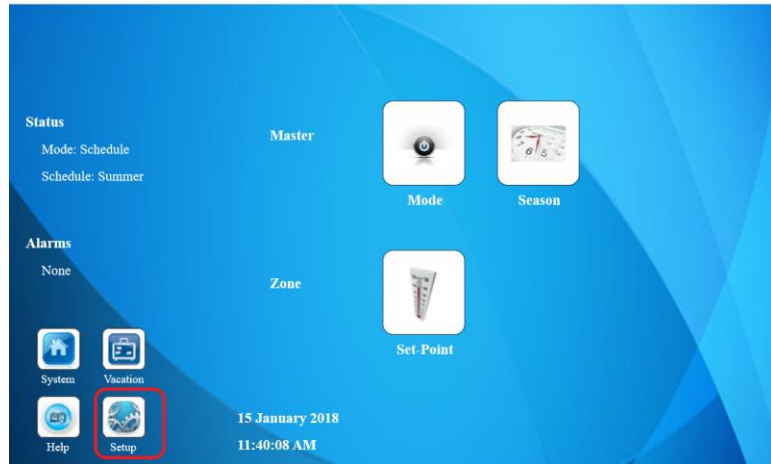 Status
Mode: Schedule
Schedule: Summer
Master
Mode
Season
Alarms
None
Zone
Set-Point
System
Vacation
Help
Setup
15 January 2018
11:40:08 AM